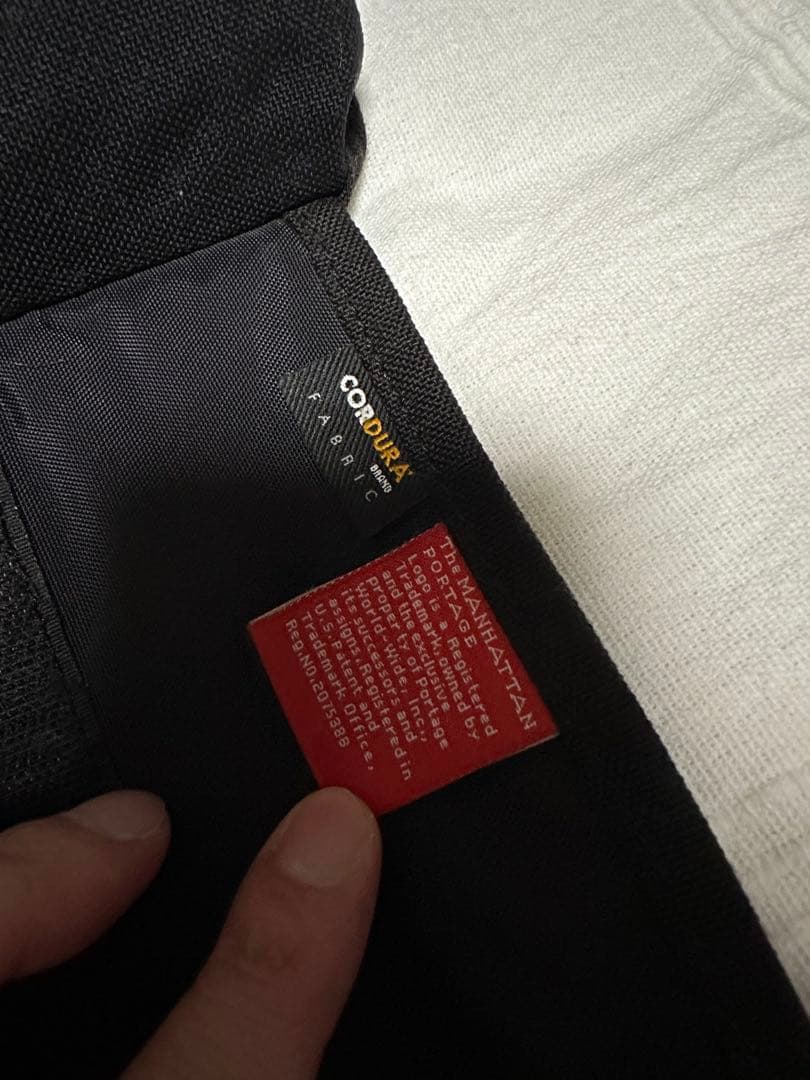 CORDURA
BRAND
FABRIC
The MANHATTAN
PORTAGE
Logo is a Registered
Trademark, owned by
and the exclusive
property of Portage
World-Wide, Inc.,
its successors and
assigns. Registered in
U.S. Patent and
Trademark Office,
Reg.NO.2075888